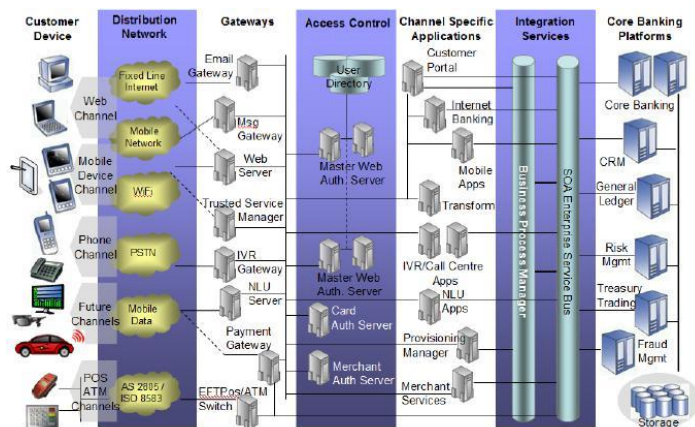 Customer
Device
Distribution
Network
Gateways
Access Control
Channel Specific
Applications
Integration
Services
Core Banking
Platforms
Web
Channel
Mobile
Device
Channel
Phone
Channel
Future
Channels
POS
ATM
Channels
Fixed Line
Internet
Mobile
Network
WiFi
PSTN
Mobile
Data
AS 2805 /
ISO 8583
Email
Gateway
Msg
Gateway
Web
Server
Trusted Service
Manager
IVR
Gateway
NLU
Server
Payment
Gateway
EFTPos/ATM
Switch
User
Directory
Master Web
Auth. Server
Master Web
Auth. Server
Card
Auth Server
Merchant
Auth Server
Customer
Portal
Internet
Banking
Mobile
Apps
Transform
IVR/Call Centre
Apps
NLU
Apps
Provisioning
Manager
Merchant
Services
Business Process Manager
SOA Enterprise Service Bus
Core Banking
CRM
General
Ledger
Risk
Mgmt
Treasury
Trading
Fraud
Mgmt
Storage